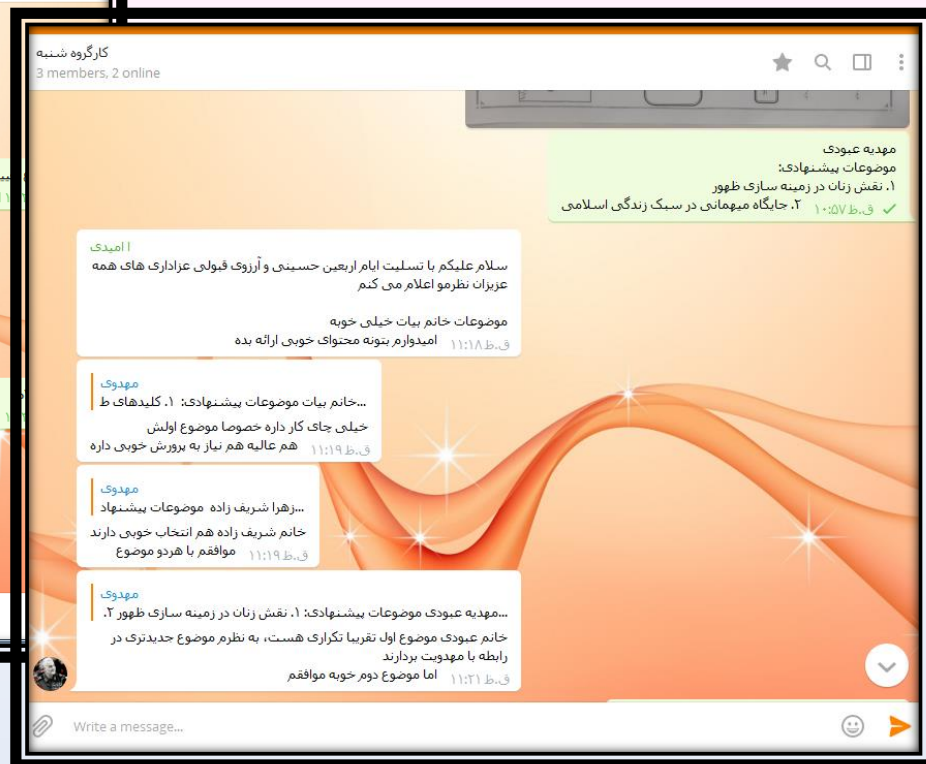 کارگروه شنبه
3 members, 2 online
مهدیه عبودی
موضوعات پیشنهادی:
۱. نقش زنان در زمینه سازی ظهور
۲. جایگاه میهمانی در سبک زندگی اسلامی
۱۰:۵۷ ق.ظ
ا امیدی
سلام علیکم با تسلیت ایام اربعین حسینی و آرزوی قبولی عزاداری های همه
عزیزان نظرمو اعلام می کنم
موضوعات خانم بیات خیلی خوبه
امیدوارم بتونه محتوای خوبی ارائه بده
۱۱:۱۸ ق.ظ
مهدوی
خانم بیات موضوعات پیشنهادی: ۱. کلیدهای ط...
خیلی جای کار داره خصوصا موضوع اولش
هم عالیه هم نیاز به پرورش خوبی داره
۱۱:۱۹ ق.ظ
مهدوی
زهرا شریف زاده موضوعات پیشنهاد...
خانم شریف زاده هم انتخاب خوبی دارند
موافقم با هردو موضوع
۱۱:۱۹ ق.ظ
مهدوی
مهدیه عبودی موضوعات پیشنهادی: ۱. نقش زنان در زمینه سازی ظهور ۲....
خانم عبودی موضوع اول تقریبا تکراری هست، به نظرم موضوع جدیدتری در
رابطه با مهدویت بردارند
اما موضوع دوم خوبه موافقم
۱۱:۲۱ ق.ظ
Write a message...